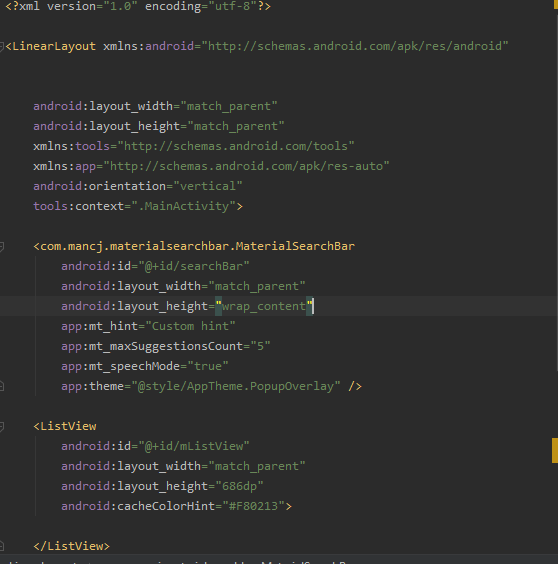 <?xml version="1.0" encoding="utf-8"?>
<LinearLayout xmlns:android="http://schemas.android.com/apk/res/android"
android:layout_width="match_parent"
android:layout_height="match_parent"
xmlns:tools="http://schemas.android.com/tools"
xmlns:app="http://schemas.android.com/apk/res-auto"
android:orientation="vertical"
tools:context=".MainActivity">
<com.mancj.materialsearchbar.MaterialSearchBar
android:id="@+id/searchBar"
android:layout_width="match_parent"
android:layout_height="wrap_content"
app:mt_hint="Custom hint"
app:mt_maxSuggestionsCount="5"
app:mt_speechMode="true"
app:theme="@style/AppTheme.PopupOverlay" />
<ListView
android:id="@+id/mListView"
android:layout_width="match_parent"
android:layout_height="686dp"
android:cacheColorHint="#F80213">
</ListView>